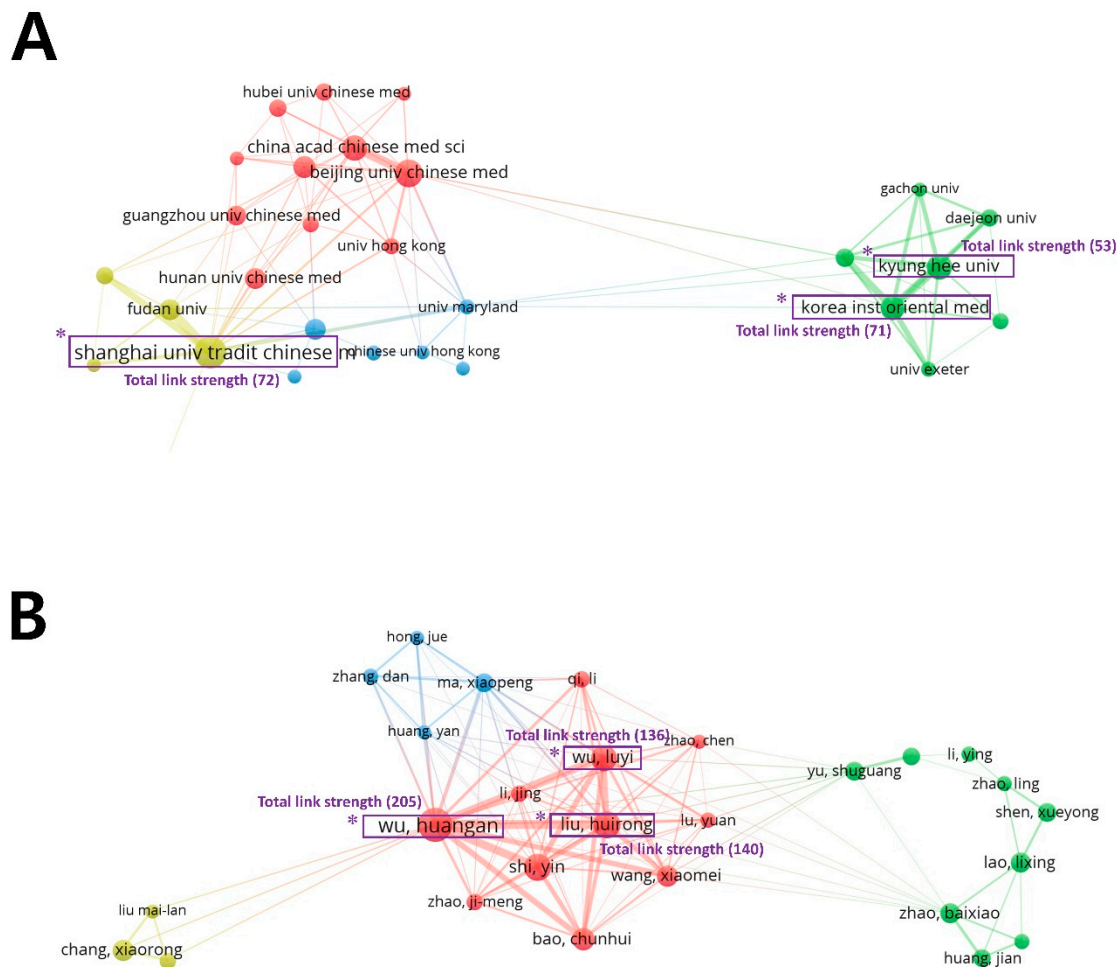 A
hubei univ chinese med
china acad chinese med sci
beijing univ chinese med
guangzhou univ chinese med
univ hong kong
hunan univ chinese med
fudan univ
univ maryland
*
shanghai univ tradit chinese m
chinese univ hong kong
Total link strength (72)
gachon univ
daejeon univ
*
Total link strength (53)
kyung hee univ
*
korea inst oriental med
Total link strength (71)
univ exeter
B
hong, jue
zhang, dan
ma, xiaopeng
qi, li
huang, yan
Total link strength (136)
zhao, chen
*
wu, luyi
li, ying
yu, shuguang
zhao, ling
li, jing
Total link strength (205)
shen, xueyong
*
wu, huangan
*
liu, huirong
lu, yuan
Total link strength (140)
shi, yin
wang, xiaomei
lao, lixing
zhao, ji-meng
liu mai-lan
zhao, baixiao
bao, chunhui
chang, xiaorong
huang, jian